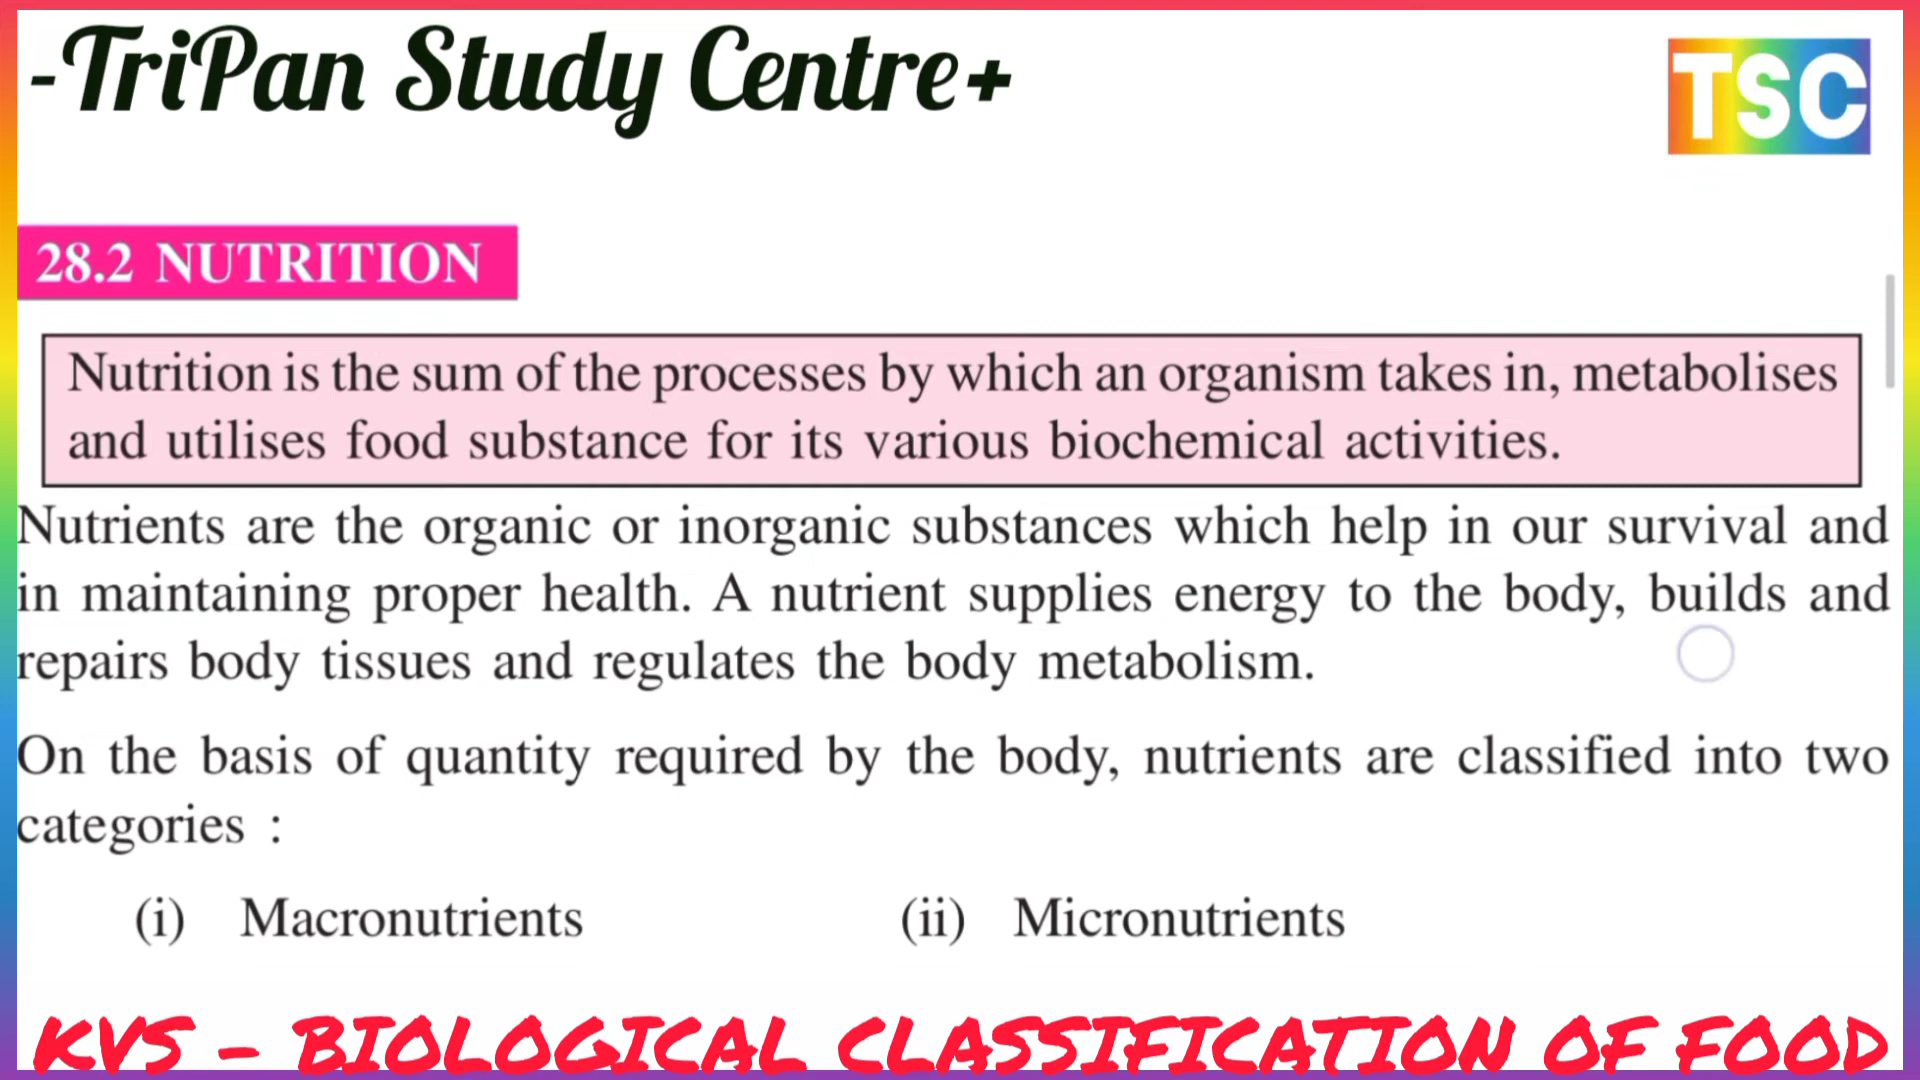 -TriPan Study Centre+
TSC
28.2 NUTRITION
Nutrition is the sum of the processes by which an organism takes in, metabolises
and utilises food substance for its various biochemical activities.
Nutrients are the organic or inorganic substances which help in our survival and
in maintaining proper health. A nutrient supplies energy to the body, builds and
repairs body tissues and regulates the body metabolism.
On the basis of quantity required by the body, nutrients are classified into two
categories :
(i) Macronutrients (ii) Micronutrients
KVS - BIOLOGICAL CLASSIFICATION OF FOOD